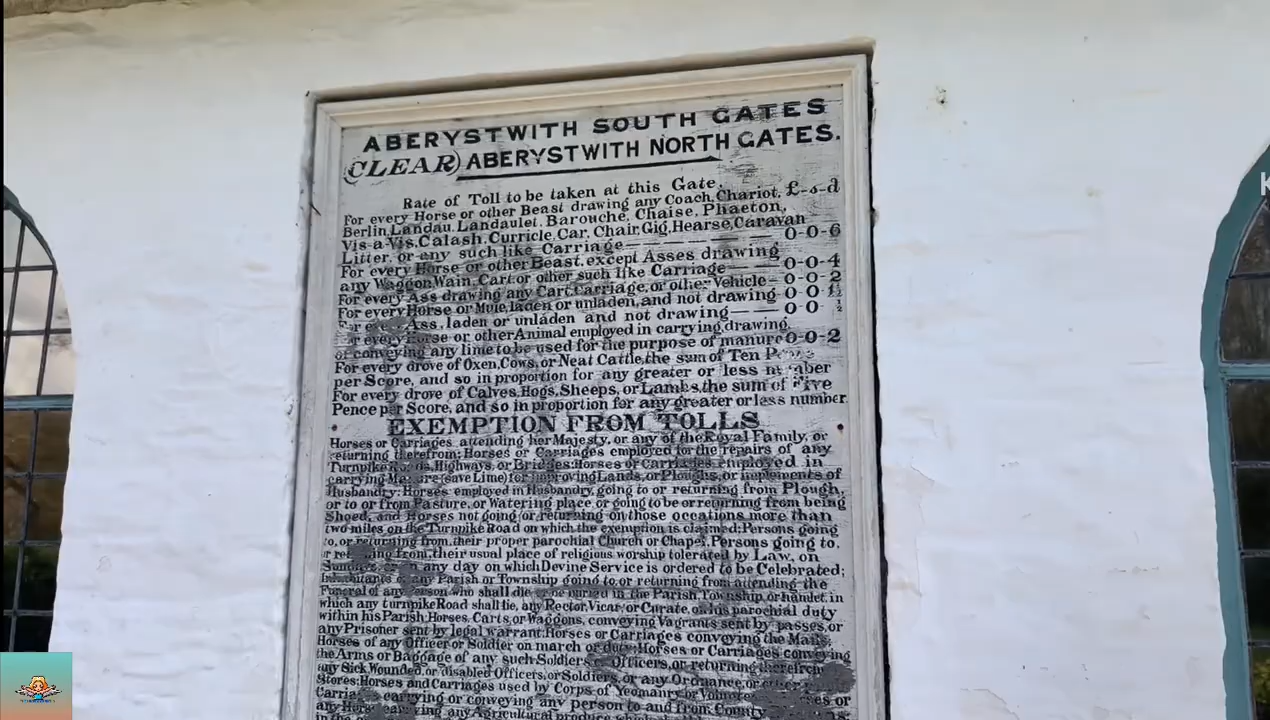 ABERYSTWITH SOUTH GATES
(CLEAR) ABERYSTWITH NORTH GATES.
Rate of Toll to be taken at this Gate. £-s-d
For every Horse or other Beast drawing any Coach, Chariot,
Berlin, Landau, Landaulet, Barouche, Chaise, Phaeton,
Vis-a-Vis, Calash, Curricle, Car, Chair, Gig, Hearse, Caravan
Litter, or any such like Carriage 0-0-6
For every Horse or other Beast, except Asses drawing
any Waggon, Wain, Cart or other such like Carriage 0-0-4
For every Ass drawing any Cart, Carriage, or other Vehicle 0-0-2
For every Horse or Mule, laden or unladen, and not drawing 0-0-1½
For every Ass, laden or unladen and not drawing 0-0-½
For every Horse or other Animal employed in carrying, drawing,
or conveying any lime to be used for the purpose of manure 0-0-2
For every drove of Oxen, Cows, or Neat Cattle, the sum of Ten Pence
per Score, and so in proportion for any greater or less number
For every drove of Calves, Hogs, Sheeps, or Lambs, the sum of Five
Pence per Score, and so in proportion for any greater or less number.
EXEMPTION FROM TOLLS
Horses or Carriages, attending her Majesty, or any of the Royal Family, or
returning therefrom: Horses or Carriages employed for the repairs of any
Turnpike Roads, Highways, or Bridges: Horses or Carriages employed in
carrying Manure (save Lime) for improving Lands, or Ploughs, or implements of
Husbandry: Horses employed in Husbandry, going to or returning from Plough,
or to or from Pasture, or Watering place, or going to be or returning from being
Shoed, and Horses not going or returning on those occations more than
two miles on the Turnpike Road on which the exemption is claimed: Persons going
to, or returning from, their proper parochial Church or Chapel, Persons going to,
or returning from, their usual place of religious worship tolerated by Law, on
Sundays, or on any day on which Devine Service is ordered to be Celebrated;
Inhabitants of any Parish or Township going to, or returning from attending the
Funeral of any person who shall die or be buried in the Parish, Township, or hamlet, in
which any turnpike Road shall lie, any Rector, Vicar, or Curate, on his parochial duty
within his Parish: Horses, Carts, or Waggons, conveying Vagrants sent by passes, or
any Prisoner sent by legal warrant: Horses or Carriages conveying the Mails;
Horses of any Officer or Soldier on march or duty: Horses or Carriages conveying
the Arms or Baggage of any such Soldiers or Officers, or returning therefrom
any Sick, Wounded, or disabled Officers, or Soldiers, or any Ordnance, or other
Stores: Horses and Carriages used by Corps of Yeomanry or
Carriage carrying or conveying any person to and from County
any Horse carrying any Agricultural produce